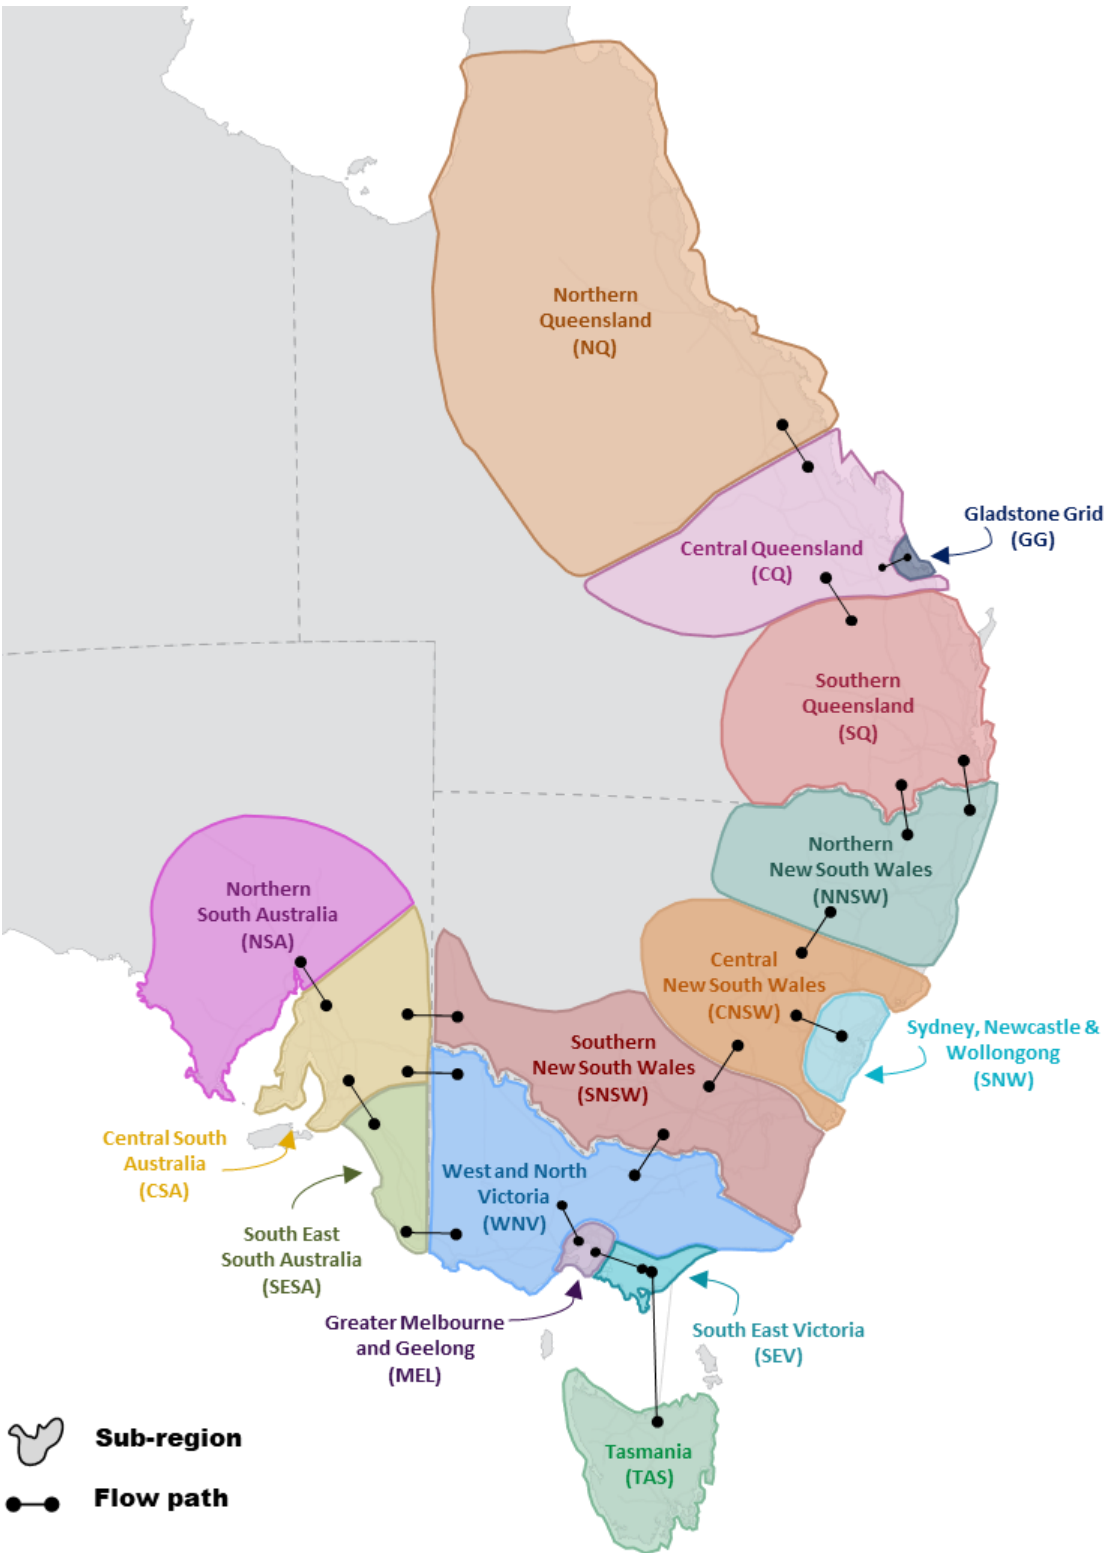 Northern
Queensland
(NQ)
Gladstone Grid
(GG)
Central Queensland
(CQ)
Southern
Queensland
(SQ)
Northern
New South Wales
(NNSW)
Northern
South Australia
(NSA)
Central
New South Wales
(CNSW)
Sydney, Newcastle &
Wollongong
(SNW)
Southern
New South Wales
(SNSW)
Central South
Australia
(CSA)
West and North
Victoria
(WNV)
South East
South Australia
(SESA)
Greater Melbourne
and Geelong
(MEL)
South East Victoria
(SEV)
Tasmania
(TAS)
Sub-region
Flow path